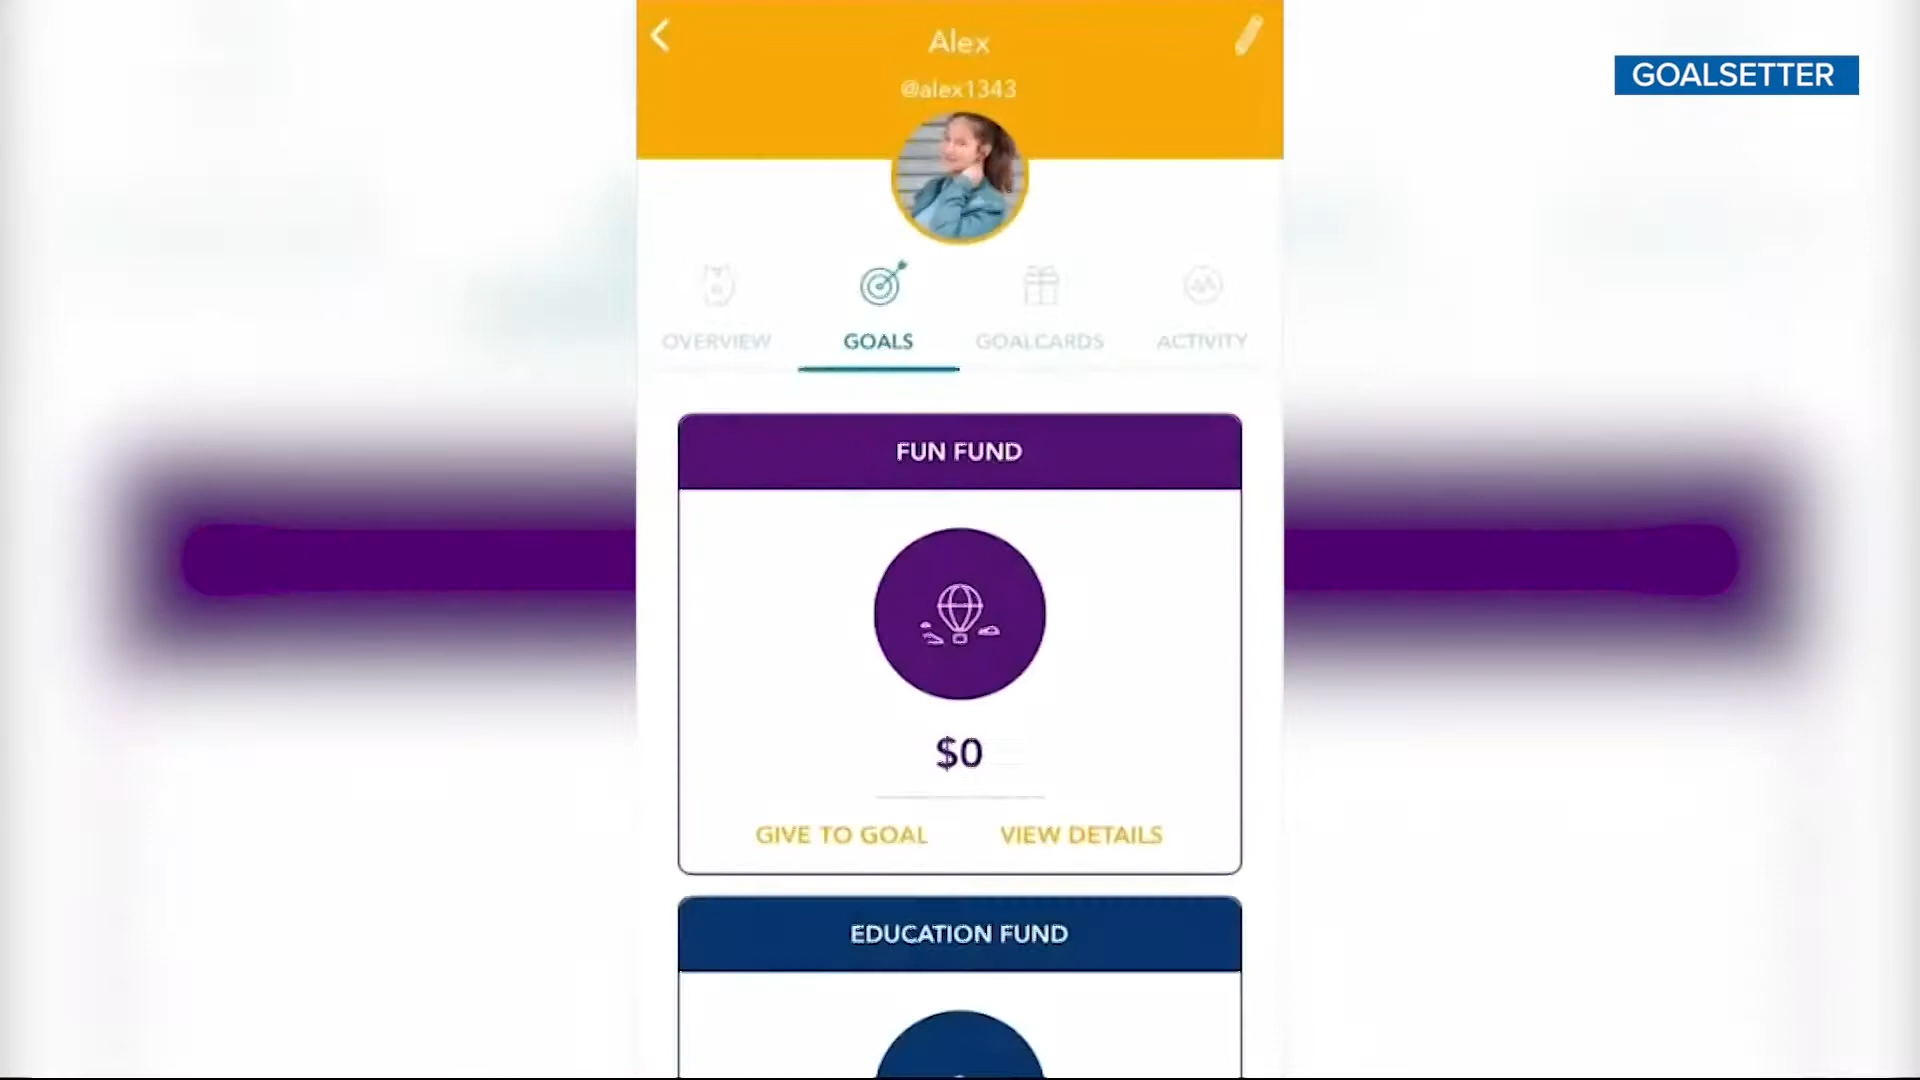 Alex
@alex1343
GOALSETTER
OVERVIEW
GOALS
GOALCARDS
ACTIVITY
FUN FUND
$0
GIVE TO GOAL
VIEW DETAILS
EDUCATION FUND